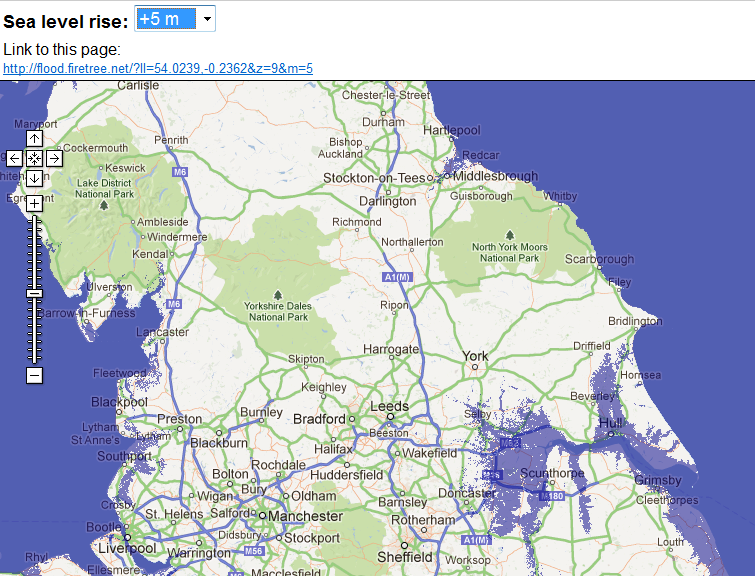 Sea level rise: +5 m
Link to this page:
http://flood.firetree.net/?ll=54.0239,-0.2362&z=9&m=5
Carlisle
Chester-le-Street
Durham
Maryport
Hartlepool
Penrith
Bishop
Auckland
Cockermouth
Redcar
Keswick
M6
Stockton-on-Tees
Middlesbrough
Lake District
National Park
Guisborough
Whitby
Darlington
Ambleside
Richmond
Windermere
Northallerton
North York Moors
National Park
Kendal
Scarborough
A1(M)
Ulverston
Filey
M6
Yorkshire Dales
National Park
Ripon
Barrow-in-Furness
Bridlington
Lancaster
Harrogate
York
Driffield
Skipton
Fleetwood
Hornsea
Keighley
Beverley
Blackpool
Leeds
Selby
Burnley
Bradford
Preston
Hull
Lytham
St Anne's
Lytham
Beeston
Blackburn
Halifax
Wakefield
Southport
Rochdale
Huddersfield
Scunthorpe
Bolton
Bury
Grimsby
Wigan
Oldham
Doncaster
M180
Barnsley
Cleethorpes
Crosby
St. Helens
Salford
Manchester
Rotherham
Bootle
Didsbury
Stockport
A1(M)
Louth
Liverpool
Warrington
M56
Sheffield
Rhyl
Worksop
Ellesmere
Macclesfield